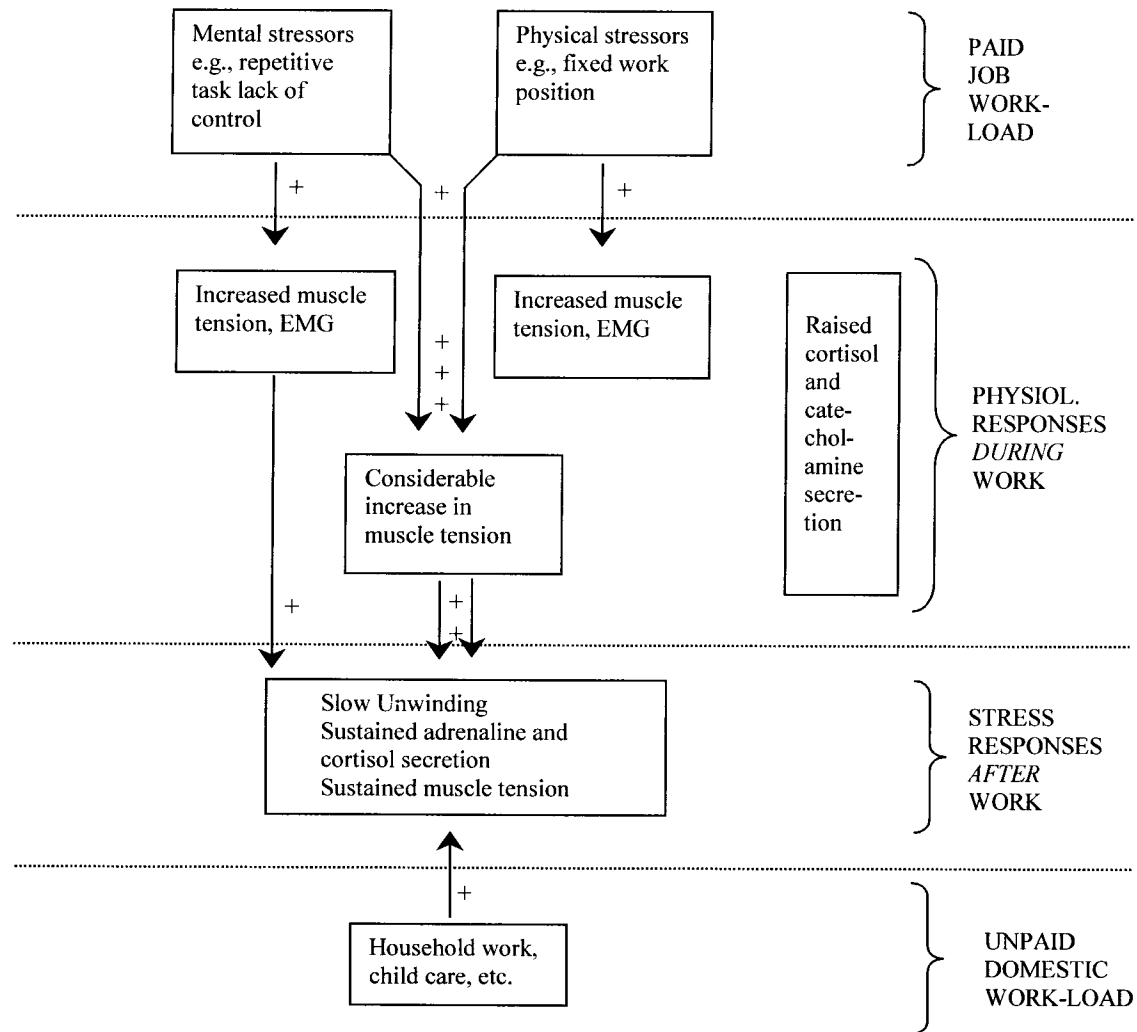 Mental stressors
e.g., repetitive
task lack of
control
Physical stressors
e.g., fixed work
position
PAID
JOB
WORK-
LOAD
+
+
+
Increased muscle
tension, EMG
Increased muscle
tension, EMG
+
+
+
Raised
cortisol
and
cate-
chol-
amine
secre-
tion
PHYSIOL.
RESPONSES
DURING
WORK
Considerable
increase in
muscle tension
+
+
+
Slow Unwinding
Sustained adrenaline and
cortisol secretion
Sustained muscle tension
STRESS
RESPONSES
AFTER
WORK
+
Household work,
child care, etc.
UNPAID
DOMESTIC
WORK-LOAD